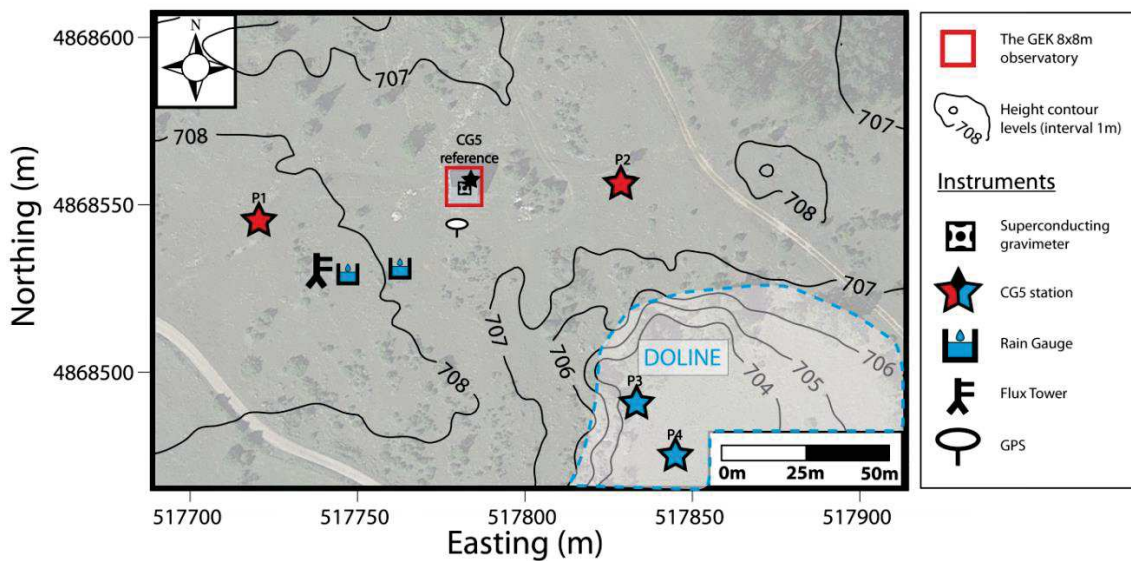 Northing (m)
4868600
4868550
4868500
N
707
708
CG5
reference
P1
P2
707
708
707
708
707
706
DOLINE
704
705
706
P3
P4
0m
25m
50m
517700
517750
517800
517850
517900
Easting (m)
The GEK 8x8m
observatory
708
Height contour
levels (interval 1m)
Instruments
Superconducting
gravimeter
CG5 station
Rain Gauge
Flux Tower
GPS